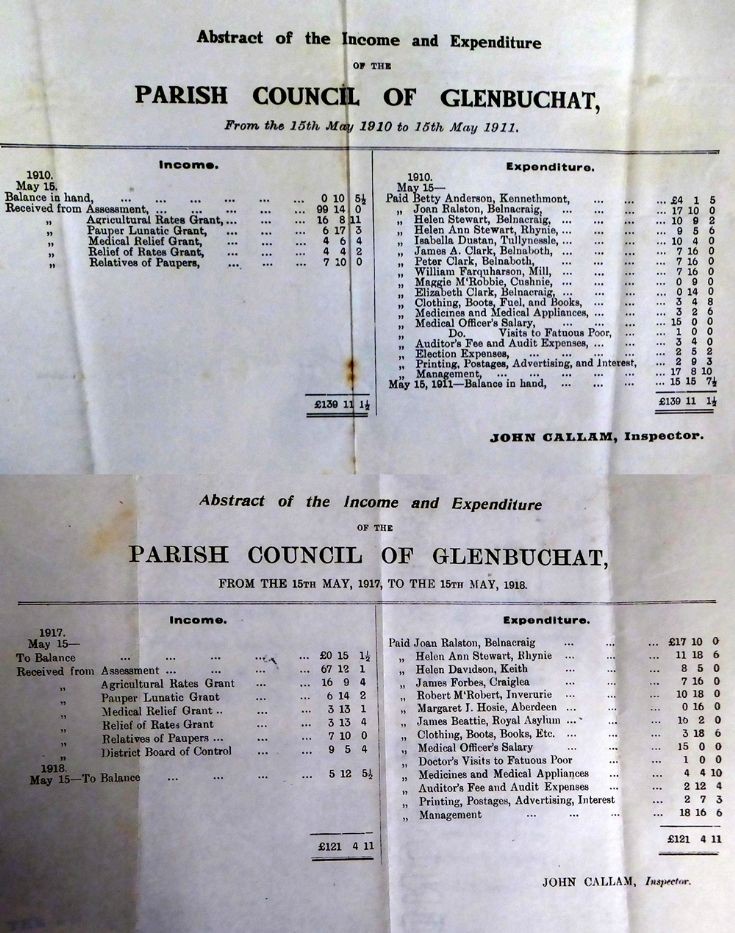 Abstract of the Income and Expenditure
OF THE
PARISH COUNCIL OF GLENBUCHAT,
From the 15th May 1910 to 15th May 1911.
Income.
1910.
May 15.
Balance in hand, ... ... ... ... ... ... 0 10 5½
Received from Assessment, ... ... ... ... ... 99 14 0
„ Agricultural Rates Grant, ... ... ... 16 8 11
„ Pauper Lunatic Grant, ... ... ... 6 17 3
„ Medical Relief Grant, ... ... ... 4 6 4
„ Relief of Rates Grant, ... ... ... 4 4 2
„ Relatives of Paupers, ... ... ... 7 10 0
£139 11 1½
Expenditure.
1910.
May 15—
Paid Betty Anderson, Kennethmont, ... ... ... £4 1 5
„ Joan Ralston, Belnacraig, ... ... ... ... 17 10 0
„ Helen Stewart, Belnacraig, ... ... ... ... 10 9 2
„ Helen Ann Stewart, Rhynie, ... ... ... ... 9 5 6
„ Isabella Dustan, Tullynessle, ... ... ... ... 10 4 0
„ James A. Clark, Belnaboth, ... ... ... ... 7 16 0
„ Peter Clark, Belnaboth, ... ... ... ... 7 16 0
„ William Farquharson, Mill, ... ... ... ... 7 16 0
„ Maggie M'Robbie, Cushnie, ... ... ... ... 0 9 0
„ Elizabeth Clark, Belnacraig, ... ... ... ... 0 14 0
„ Clothing, Boots, Fuel, and Books, ... ... ... 3 4 8
„ Medicines and Medical Appliances, ... ... ... 3 2 6
„ Medical Officer's Salary, ... ... ... ... 15 0 0
„ Do. Visits to Fatuous Poor, ... ... 1 0 0
„ Auditor's Fee and Audit Expenses, ... ... ... 3 4 0
„ Election Expenses, ... ... ... ... ... 2 5 2
„ Printing, Postages, Advertising, and Interest, ... 2 9 3
„ Management, ... ... ... ... ... ... 17 8 10
May 15, 1911—Balance in hand, ... ... ... ... 15 15 7½
£139 11 1½
JOHN CALLAM, Inspector.
Abstract of the Income and Expenditure
OF THE
PARISH COUNCIL OF GLENBUCHAT,
FROM THE 15TH MAY, 1917, TO THE 15TH MAY, 1918.
Income.
1917.
May 15—
To Balance ... ... ... ... ... £0 15 1½
Received from Assessment ... ... ... ... ... 67 12 1
„ Agricultural Rates Grant ... ... ... 16 9 4
„ Pauper Lunatic Grant ... ... ... 6 14 2
„ Medical Relief Grant .. ... ... ... 3 13 1
„ Relief of Rates Grant ... ... ... 3 13 4
„ Relatives of Paupers ... ... ... ... 7 10 0
„ District Board of Control ... ... ... 9 5 4
1918.
May 15—To Balance ... ... ... ... 5 12 5½
£121 4 11
Expenditure.
Paid Joan Ralston, Belnacraig ... ... ... £17 10 0
„ Helen Ann Stewart, Rhynie ... ... ... 11 18 6
„ Helen Davidson, Keith ... ... ... 8 5 0
„ James Forbes, Craiglea ... ... ... 7 16 0
„ Robert M'Robert, Inverurie ... ... ... 10 18 0
„ Margaret J. Hosie, Aberdeen ... ... ... 0 16 0
„ James Beattie, Royal Asylum ... ... ... 16 2 0
„ Clothing, Boots, Books, Etc. ... ... ... 3 18 6
„ Medical Officer's Salary ... ... ... 15 0 0
„ Doctor's Visits to Fatuous Poor ... ... 1 0 0
„ Medicines and Medical Appliances ... ... 4 4 10
„ Auditor's Fee and Audit Expenses ... ... 2 12 4
„ Printing, Postages, Advertising, Interest ... 2 7 3
„ Management ... ... ... ... 18 16 6
£121 4 11
JOHN CALLAM, Inspector.